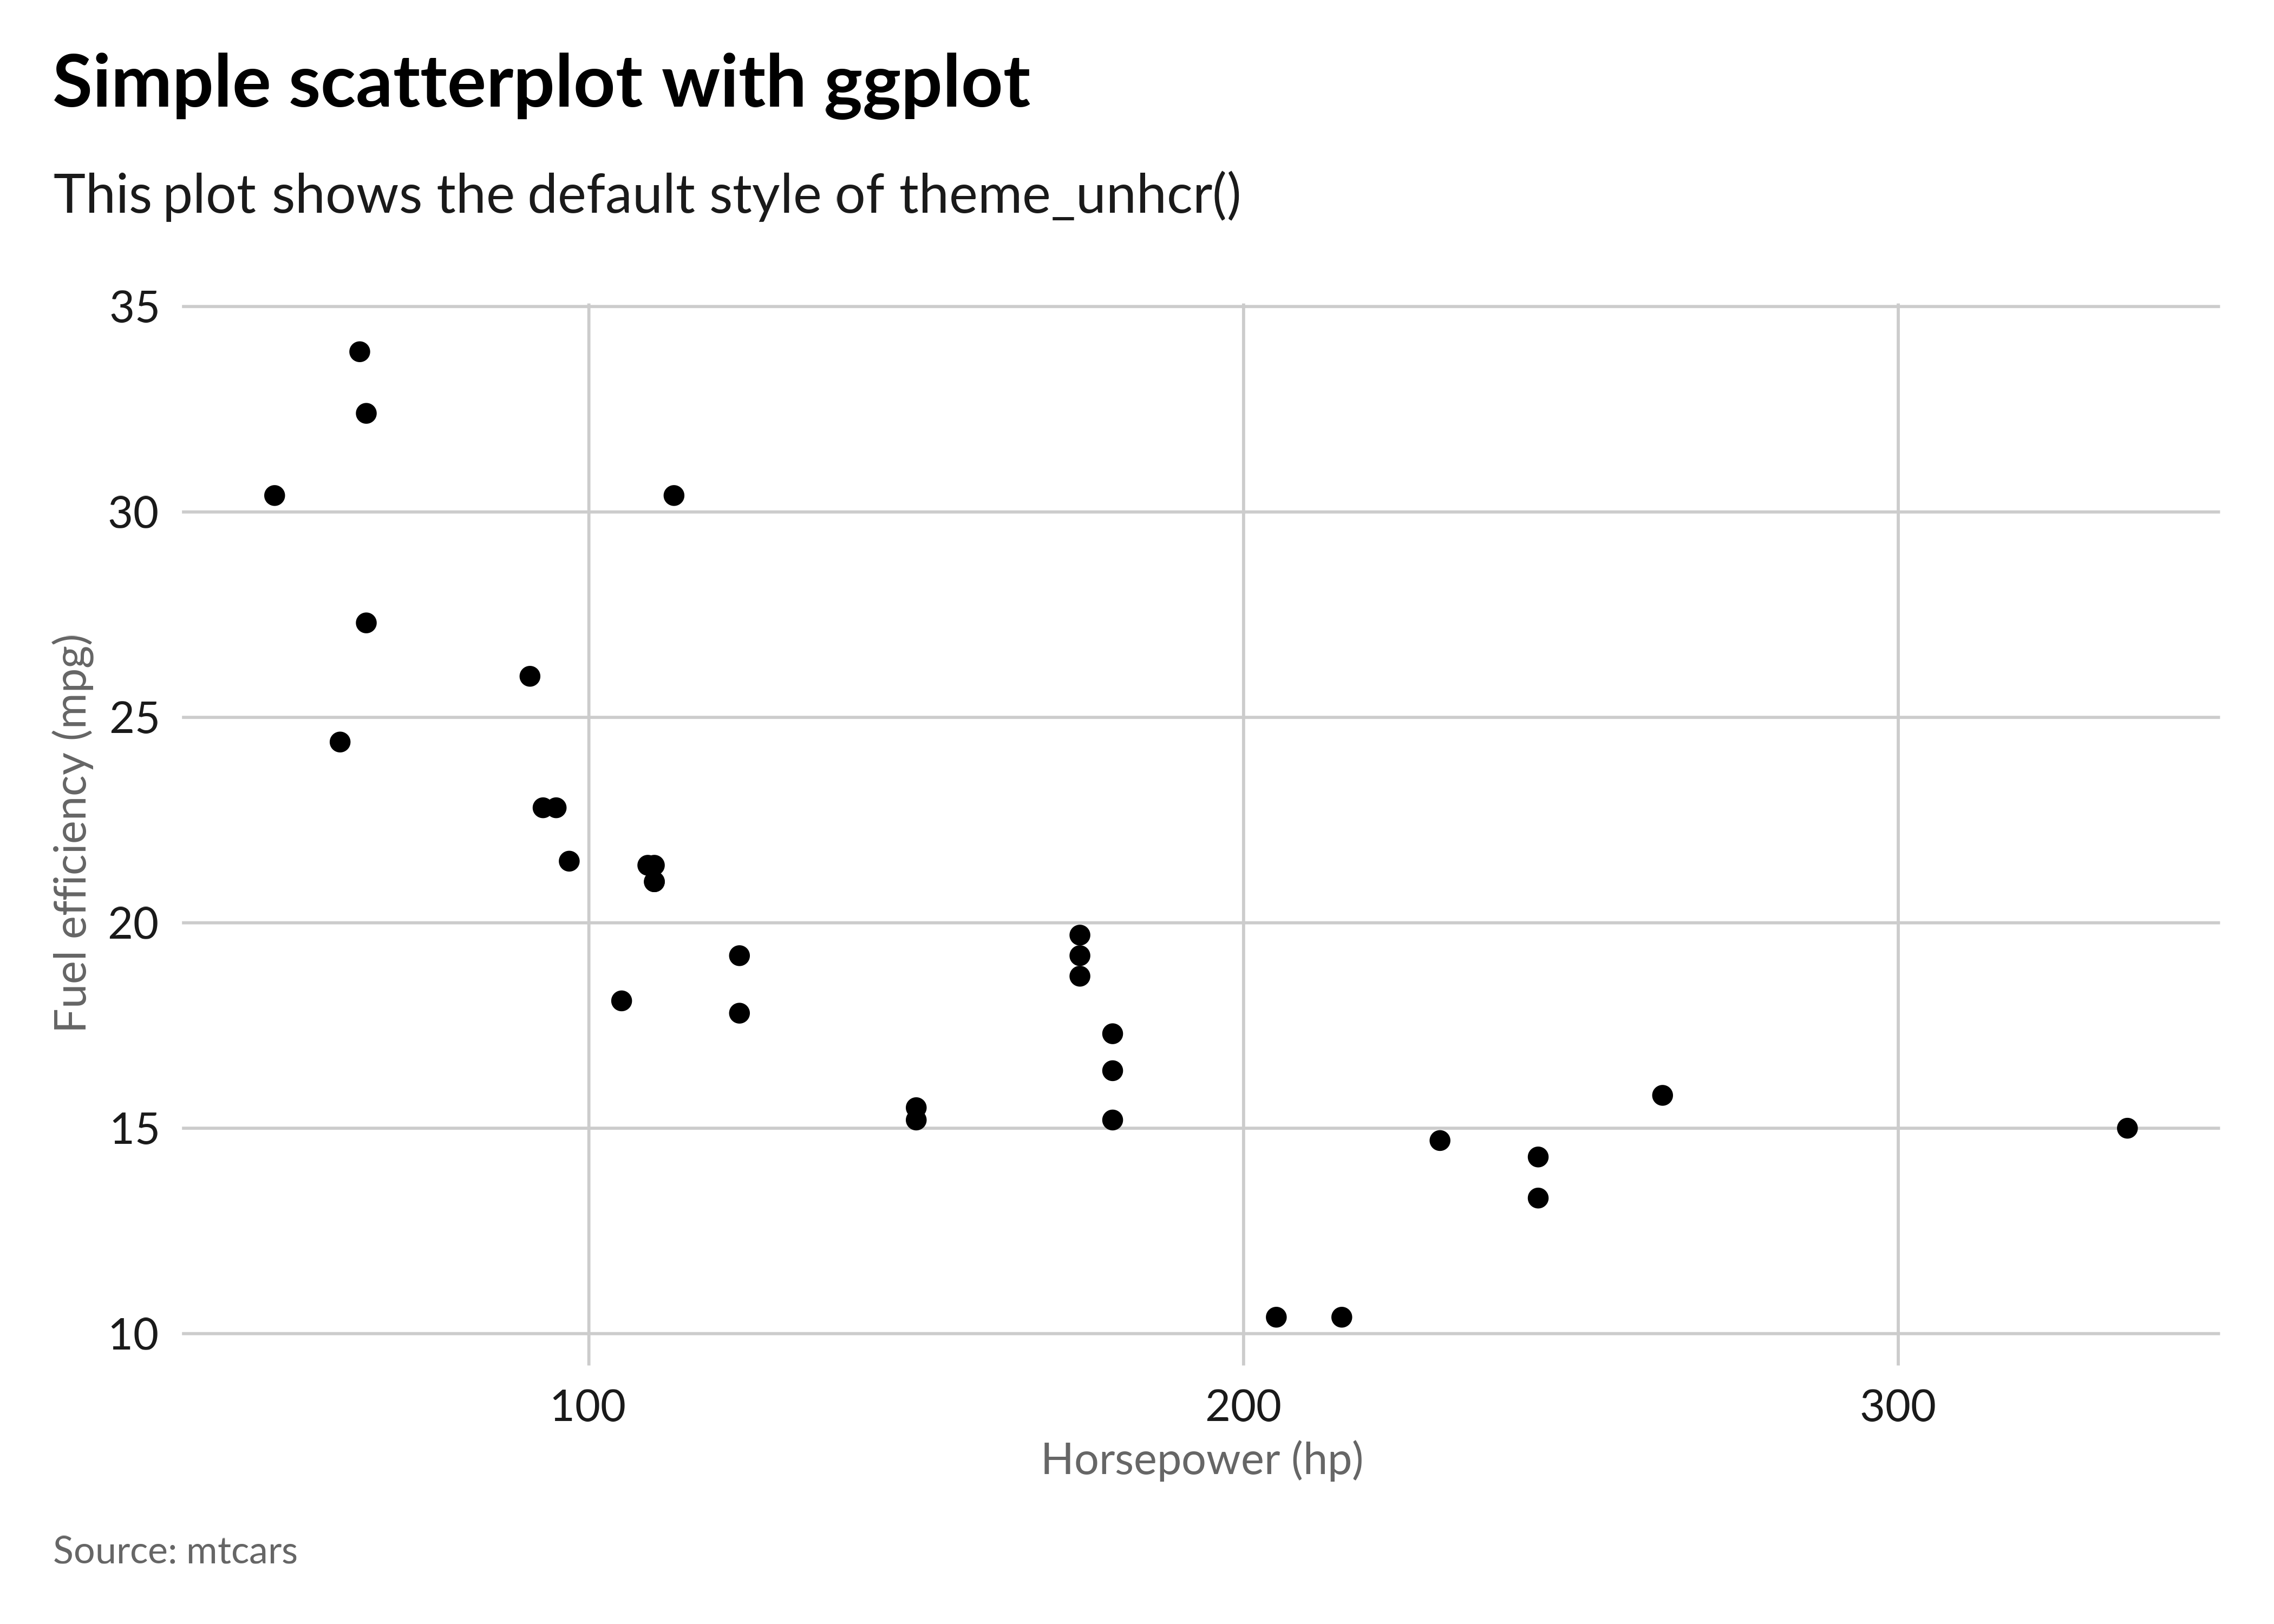 Simple scatterplot with ggplot
This plot shows the default style of theme_unhcr()
Fuel efficiency (mpg)
35
30
25
20
15
10
100
200
300
Horsepower (hp)
Source: mtcars